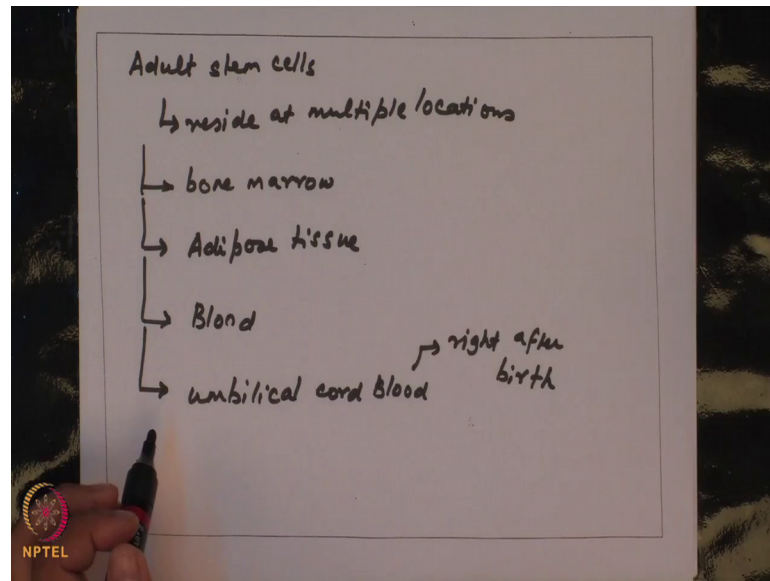 Adult stem cells
↳ reside at multiple locations
→ bone marrow
→ Adipose tissue
→ Blood
→ right after
birth
→ umbilical cord Blood
NPTEL